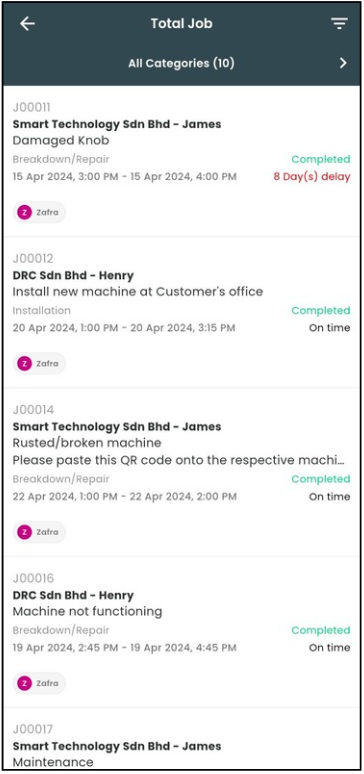 Total Job
All Categories (10)
J00011
Smart Technology Sdn Bhd - James
Damaged Knob
Breakdown/Repair
Completed
15 Apr 2024, 3:00 PM - 15 Apr 2024, 4:00 PM
8 Day(s) delay
Z Zafra
J00012
DRC Sdn Bhd - Henry
Install new machine at Customer's office
Installation
Completed
20 Apr 2024, 1:00 PM - 20 Apr 2024, 3:15 PM
On time
Z Zafra
J00014
Smart Technology Sdn Bhd - James
Rusted/broken machine
Please paste this QR code onto the respective machi...
Breakdown/Repair
Completed
22 Apr 2024, 1:00 PM - 22 Apr 2024, 2:00 PM
On time
Z Zafra
J00016
DRC Sdn Bhd - Henry
Machine not functioning
Breakdown/Repair
Completed
19 Apr 2024, 2:45 PM - 19 Apr 2024, 4:45 PM
On time
Z Zafra
J00017
Smart Technology Sdn Bhd - James
Maintenance